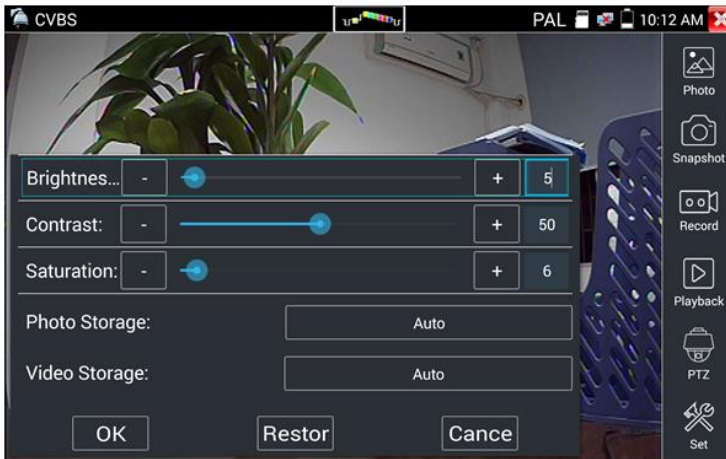 CVBS PAL 10:12 AM
Photo
Snapshot
Brightnes... - + 5
Record
Contrast: - + 50
Saturation: - + 6
Playback
Photo Storage: Auto
Video Storage: Auto
PTZ
OK Restor Cance
Set